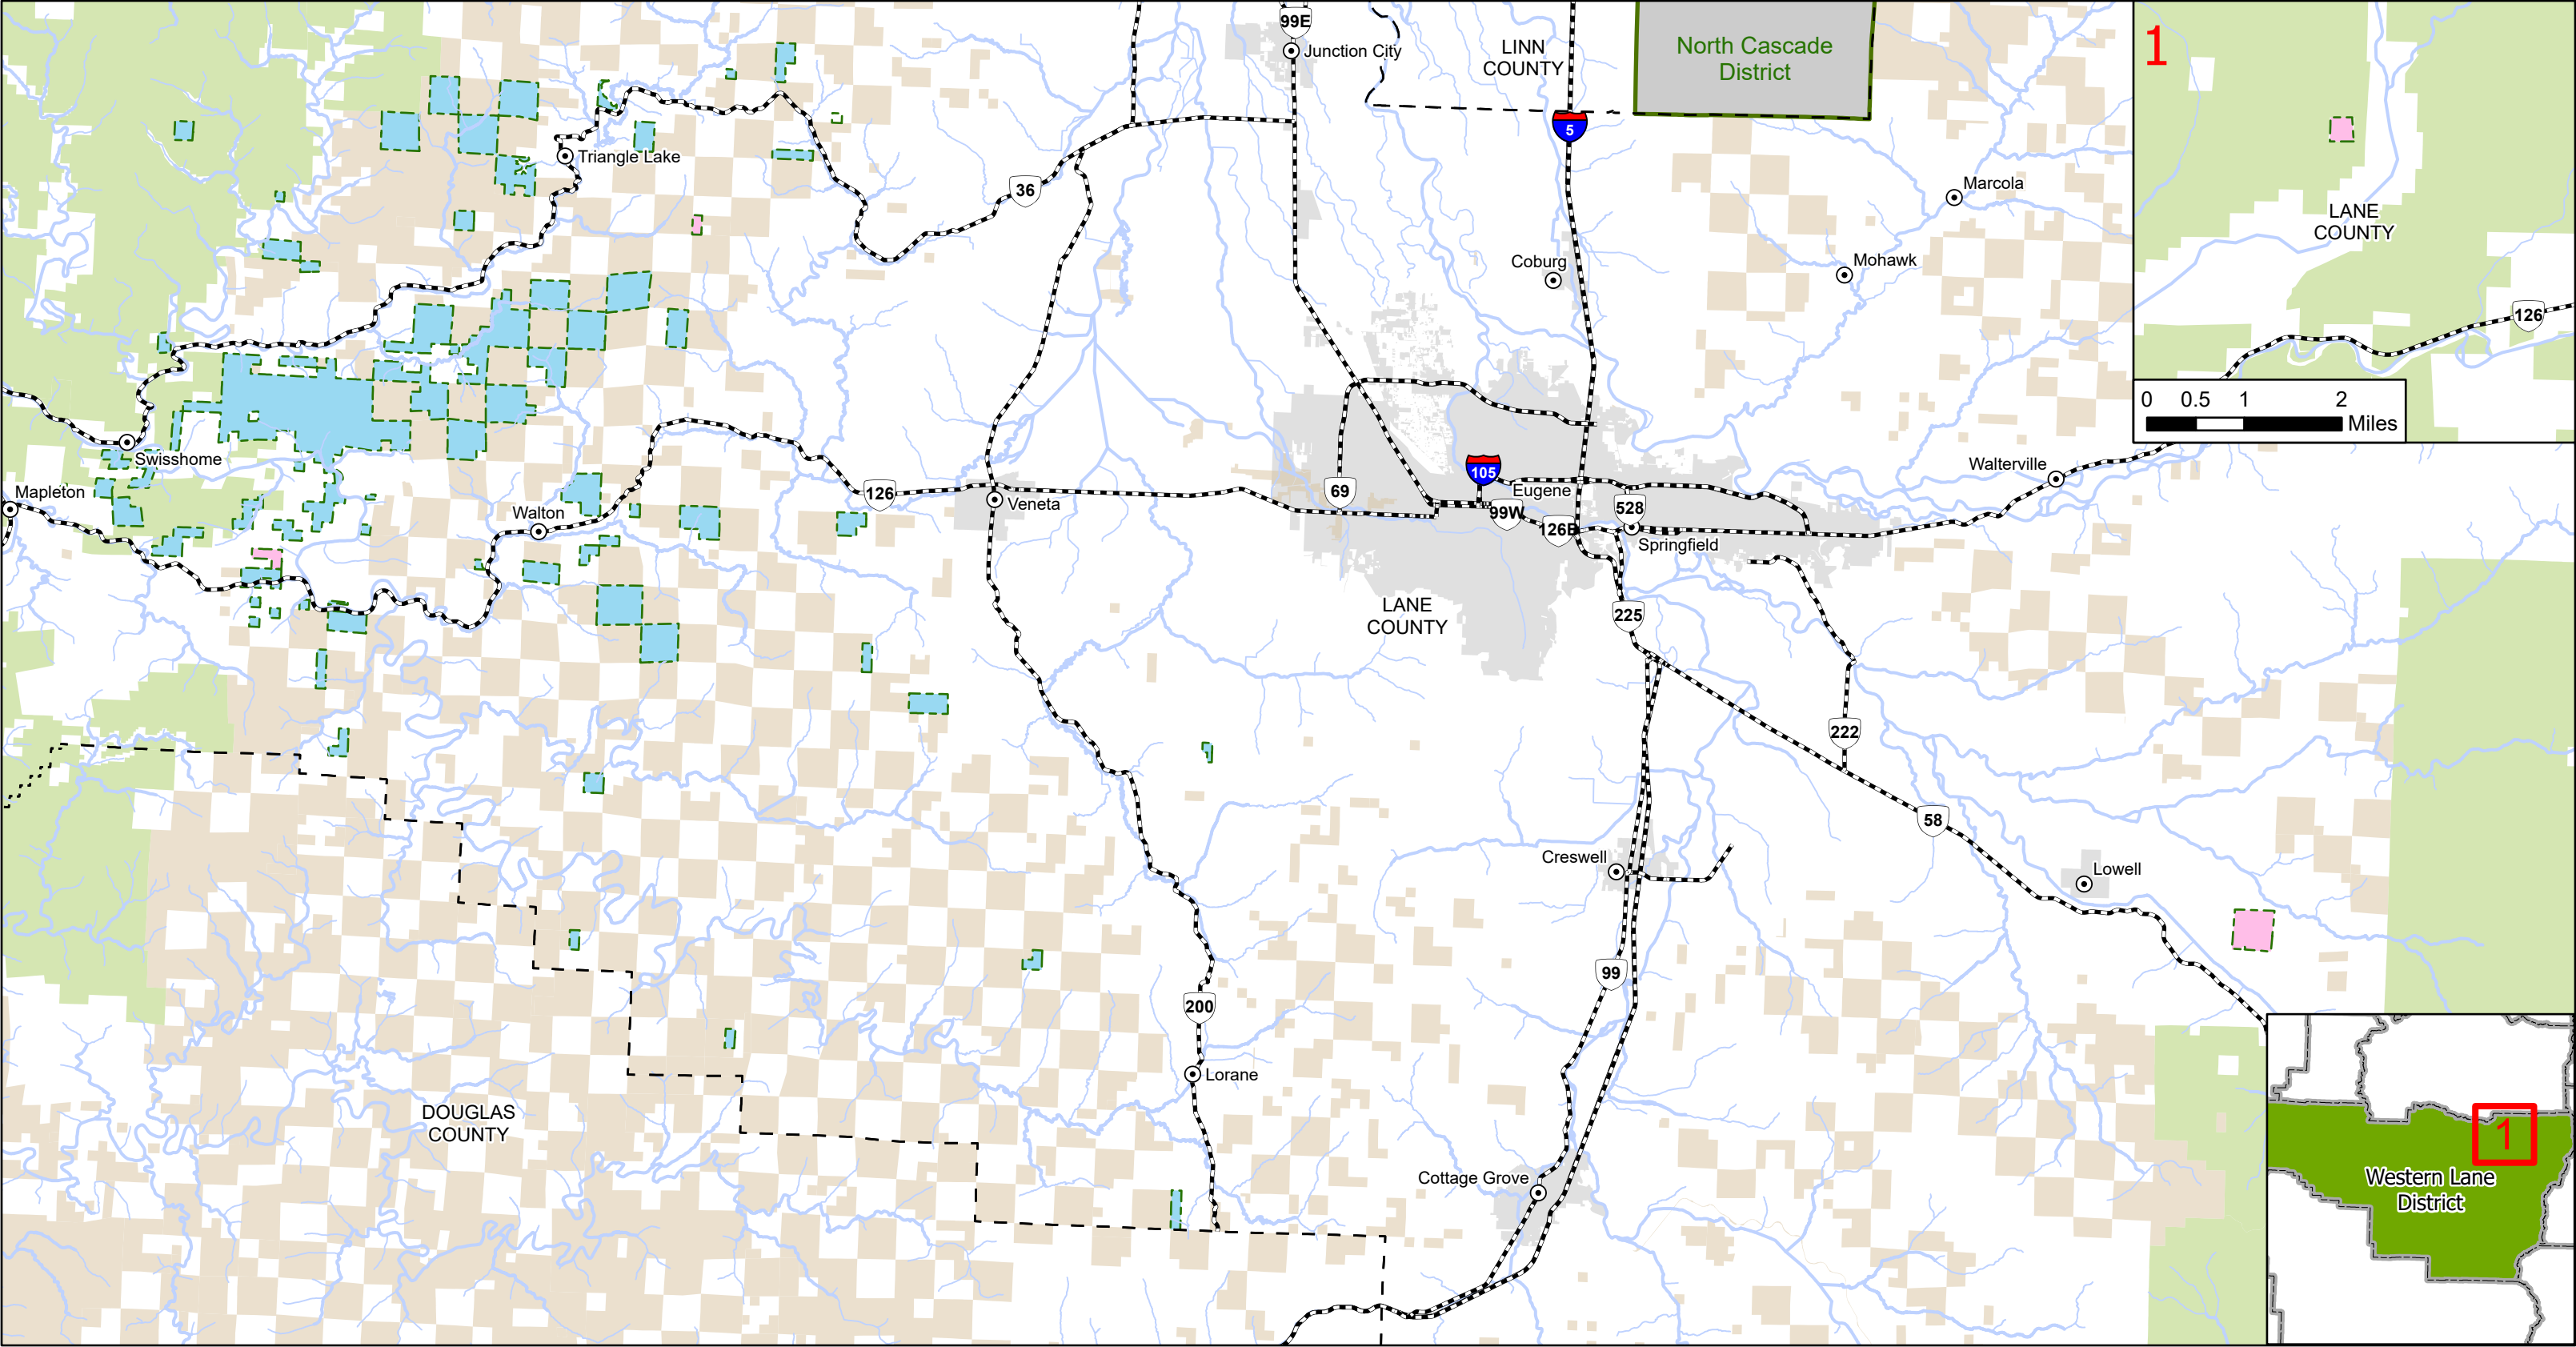 99E
Junction City
LINN
COUNTY
North Cascade
District
1
5
Triangle Lake
36
Marcola
LANE
COUNTY
Coburg
Mohawk
126
0 0.5 1 2
Miles
Swisshome
Mapleton
Walton
126
Veneta
69
105
Eugene
99W
126B
528
Springfield
Walterville
LANE
COUNTY
225
222
58
Creswell
Lowell
99
200
Lorane
DOUGLAS
COUNTY
Cottage Grove
1
Western Lane
District